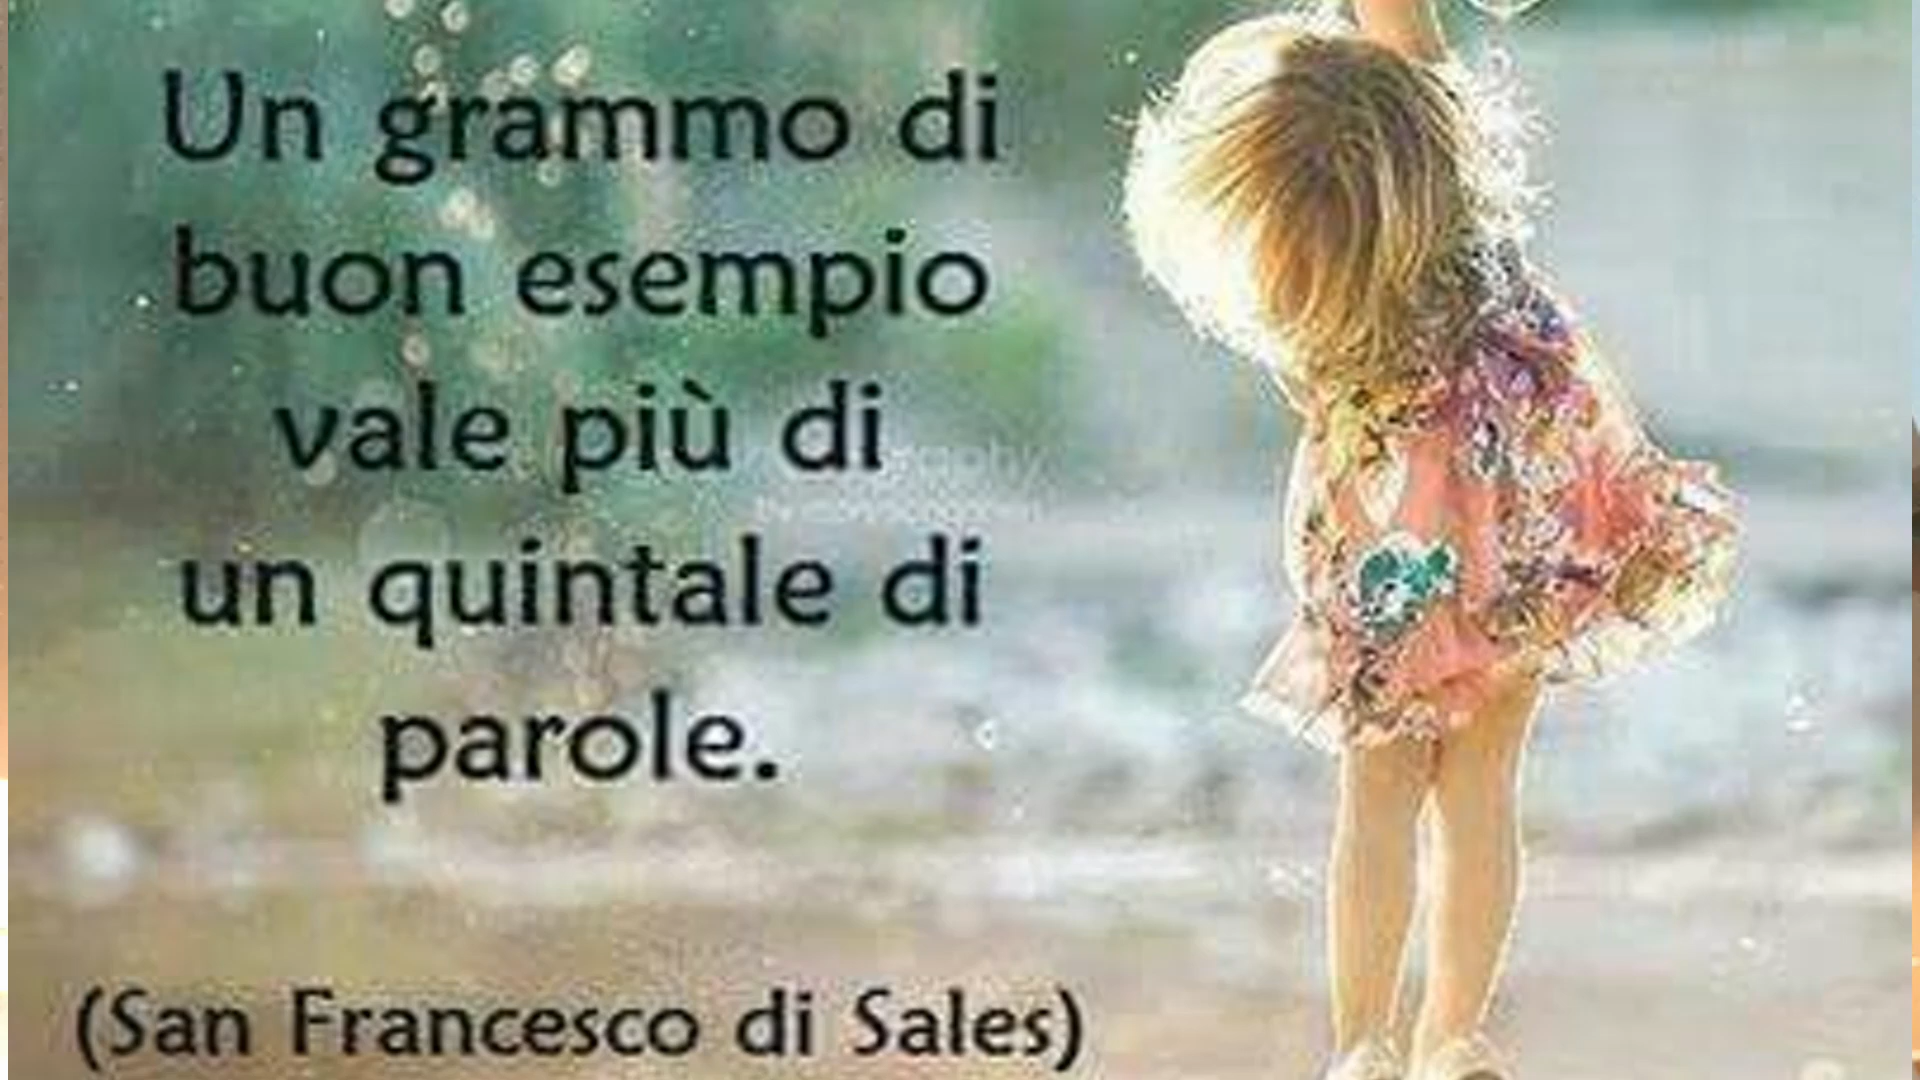 Un grammo di
buon esempio
vale più di
un quintale di
parole.
(San Francesco di Sales)